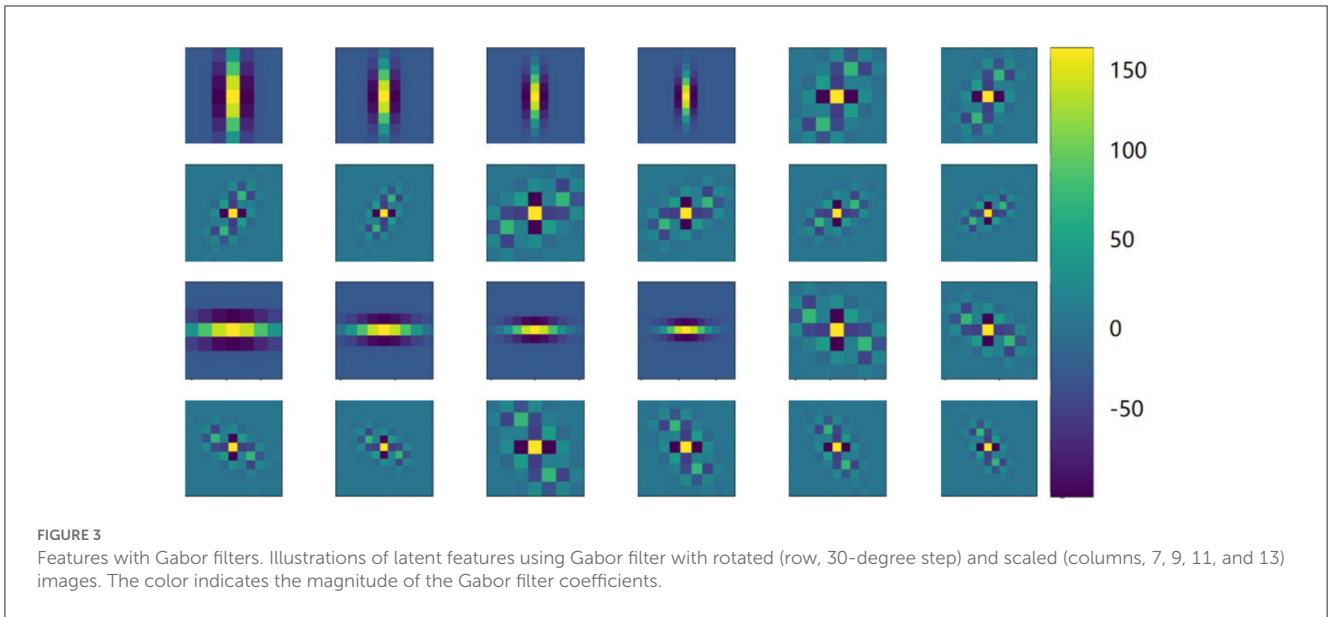 150
100
50
0
-50
FIGURE 3
Features with Gabor filters. Illustrations of latent features using Gabor filter with rotated (row, 30-degree step) and scaled (columns, 7, 9, 11, and 13)
images. The color indicates the magnitude of the Gabor filter coefficients.